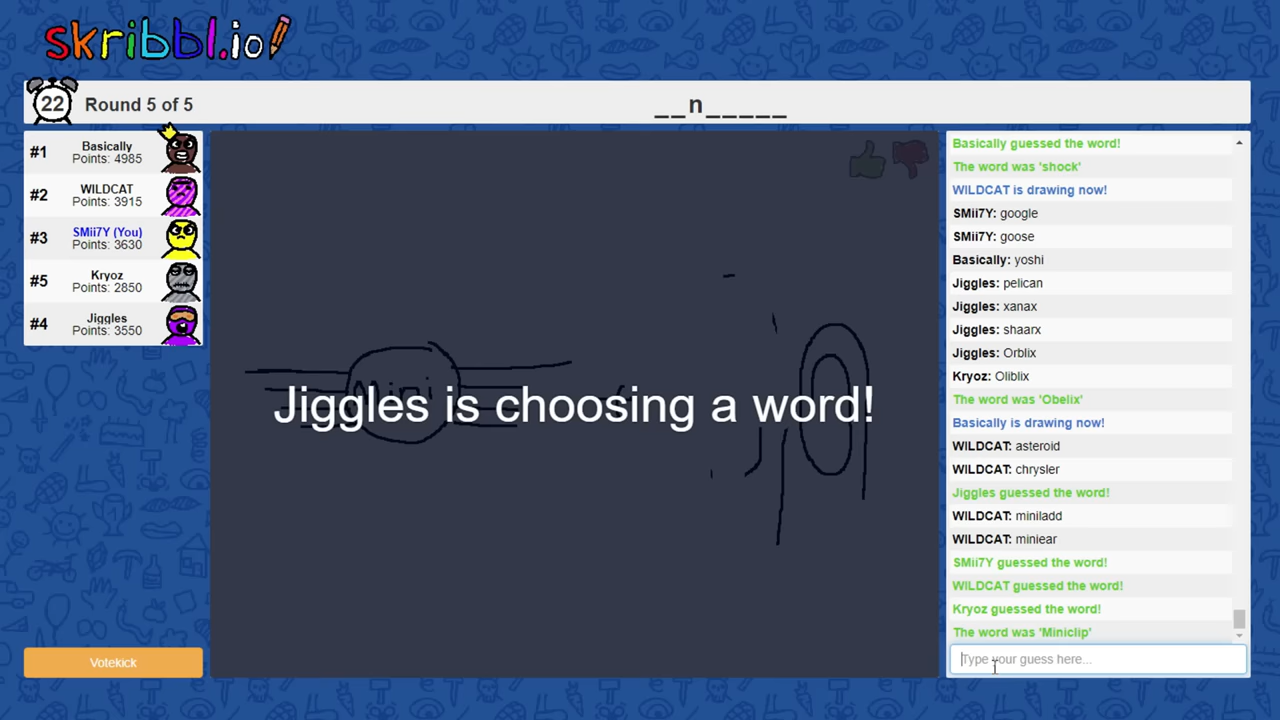 skribbl.io
22
Round 5 of 5
__n_____
#1 Basically
Points: 4985
#2 WILDCAT
Points: 3915
#3 SMii7Y (You)
Points: 3630
#5 Kryoz
Points: 2850
#4 Jiggles
Points: 3550
Votekick
Mini
Jiggles is choosing a word!
Basically guessed the word!
The word was 'shock'
WILDCAT is drawing now!
SMii7Y: google
SMii7Y: goose
Basically: yoshi
Jiggles: pelican
Jiggles: xanax
Jiggles: shaarx
Jiggles: Orblix
Kryoz: Oliblix
The word was 'Obelix'
Basically is drawing now!
WILDCAT: asteroid
WILDCAT: chrysler
Jiggles guessed the word!
WILDCAT: miniladd
WILDCAT: miniear
SMii7Y guessed the word!
WILDCAT guessed the word!
Kryoz guessed the word!
The word was 'Miniclip'
Type your guess here...